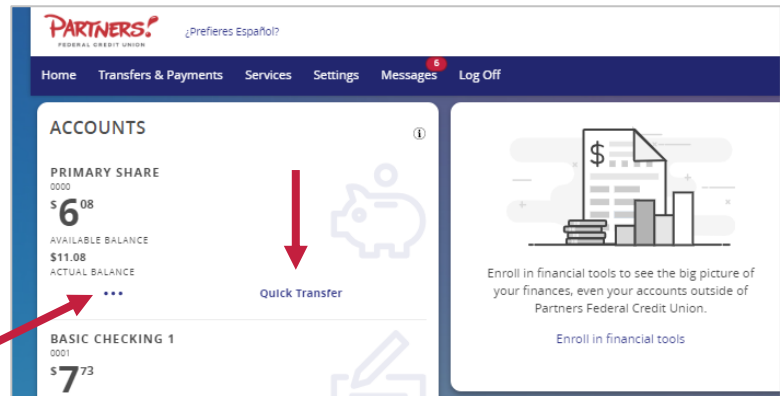 PARTNERS!
FEDERAL CREDIT UNION
¿Prefieres Español?
Home Transfers & Payments Services Settings Messages 6 Log Off
ACCOUNTS
i
PRIMARY SHARE
0000
$6 08
AVAILABLE BALANCE
$11.08
ACTUAL BALANCE
... Quick Transfer
BASIC CHECKING 1
0001
$7 73
$
Enroll in financial tools to see the big picture of
your finances, even your accounts outside of
Partners Federal Credit Union.
Enroll in financial tools